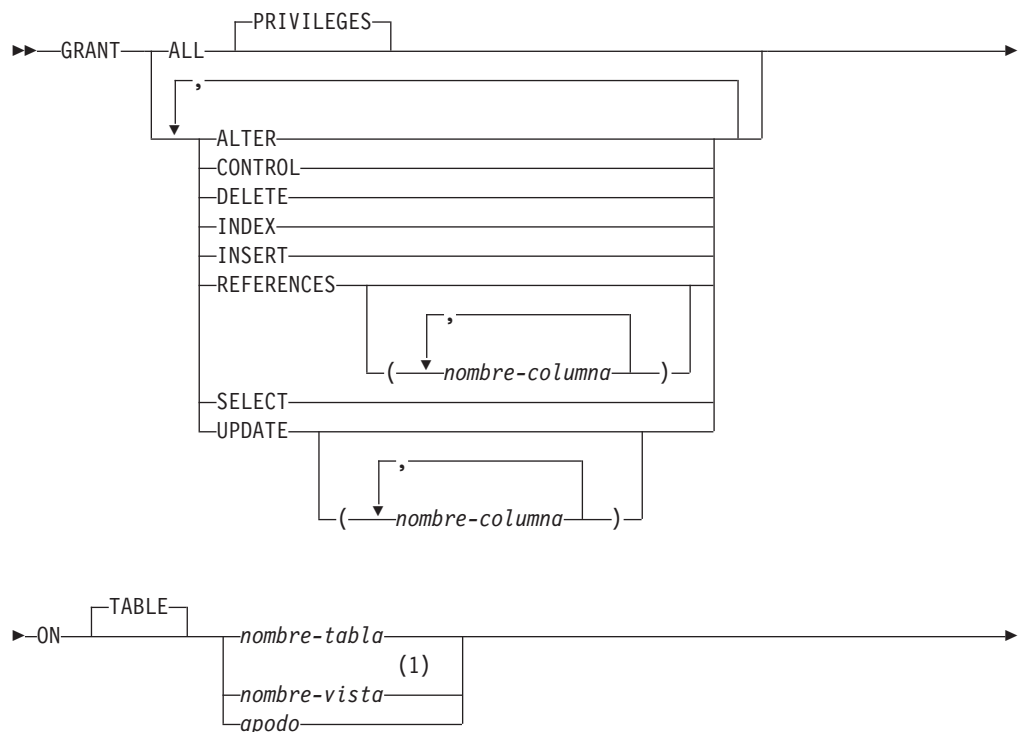 PRIVILEGES
GRANT ALL
,
ALTER
CONTROL
DELETE
INDEX
INSERT
REFERENCES
,
( nombre-columna )
SELECT
UPDATE
,
( nombre-columna )
TABLE
ON nombre-tabla
(1)
nombre-vista
apodo